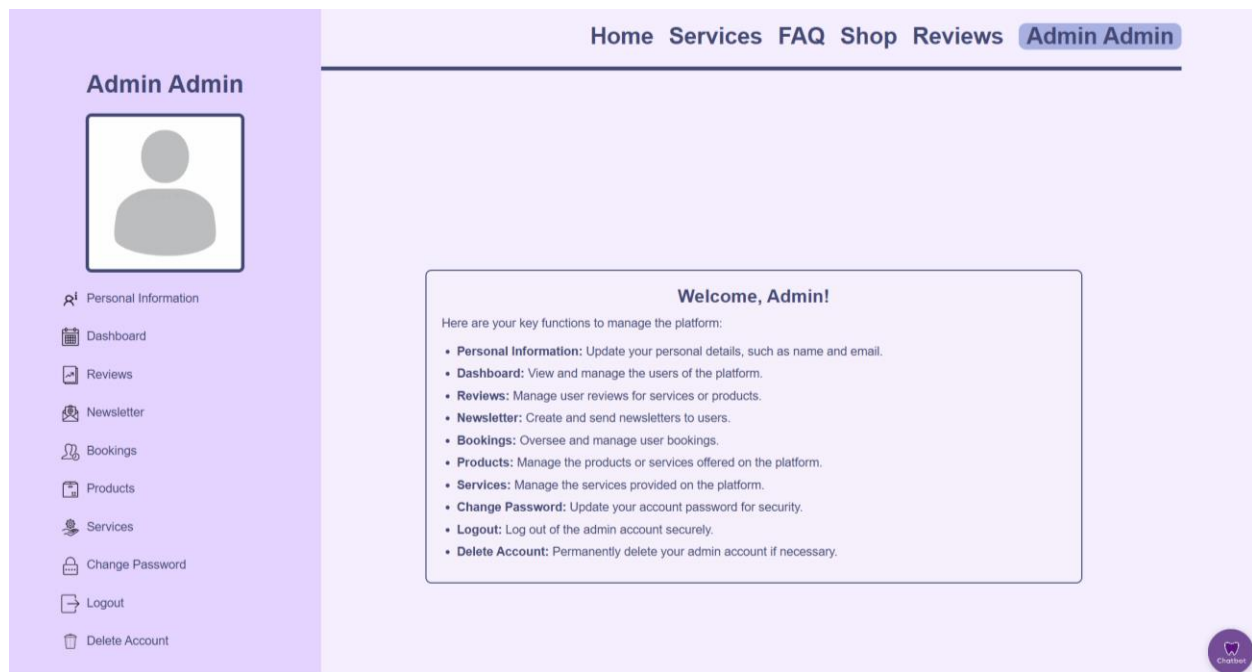 Home Services FAQ Shop Reviews Admin Admin
Admin Admin
Personal Information
Dashboard
Reviews
Newsletter
Bookings
Products
Services
Change Password
Logout
Delete Account
Welcome, Admin!
Here are your key functions to manage the platform:
• Personal Information: Update your personal details, such as name and email.
• Dashboard: View and manage the users of the platform.
• Reviews: Manage user reviews for services or products.
• Newsletter: Create and send newsletters to users.
• Bookings: Oversee and manage user bookings.
• Products: Manage the products or services offered on the platform.
• Services: Manage the services provided on the platform.
• Change Password: Update your account password for security.
• Logout: Log out of the admin account securely.
• Delete Account: Permanently delete your admin account if necessary.
Chatbot